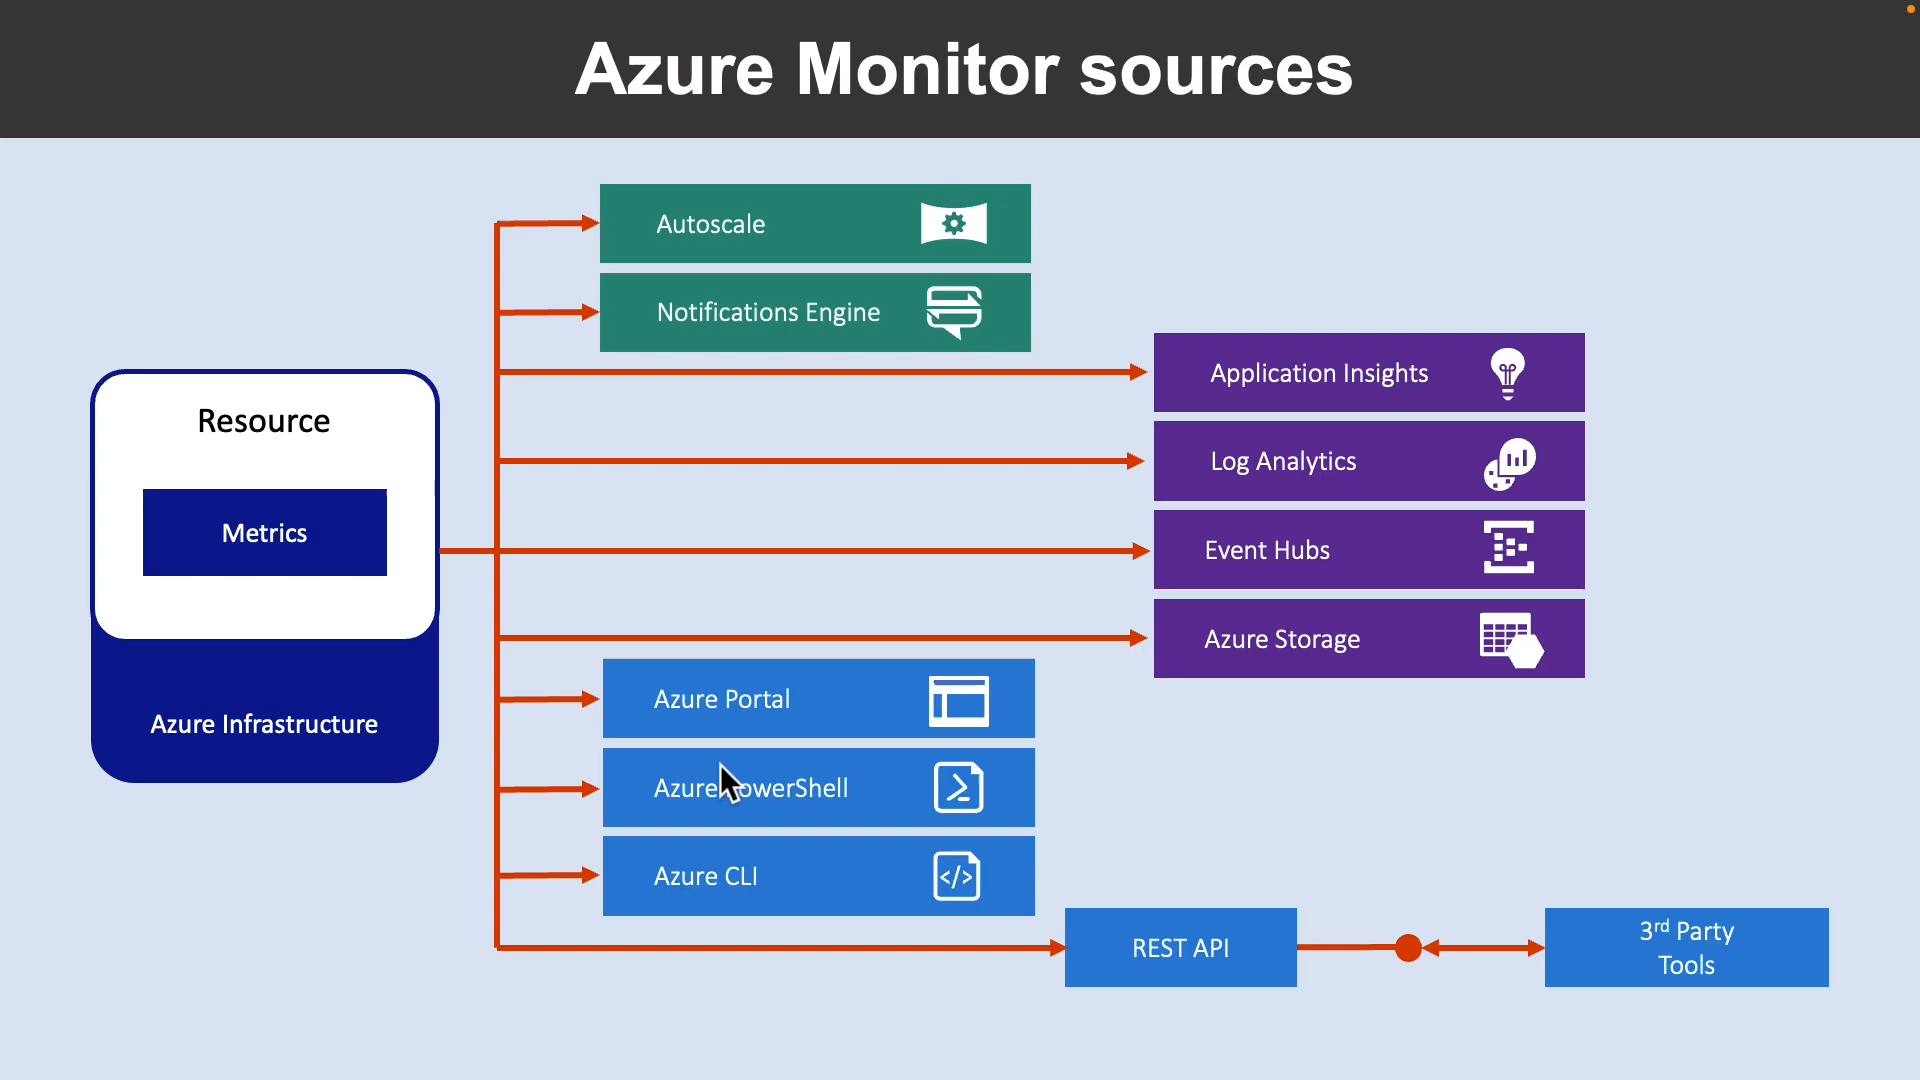 Azure Monitor sources
Autoscale
Notifications Engine
Application Insights
Resource
Log Analytics
Metrics
Event Hubs
Azure Storage
Azure Portal
Azure Infrastructure
Azure PowerShell
Azure CLI
REST API
3rd Party
Tools